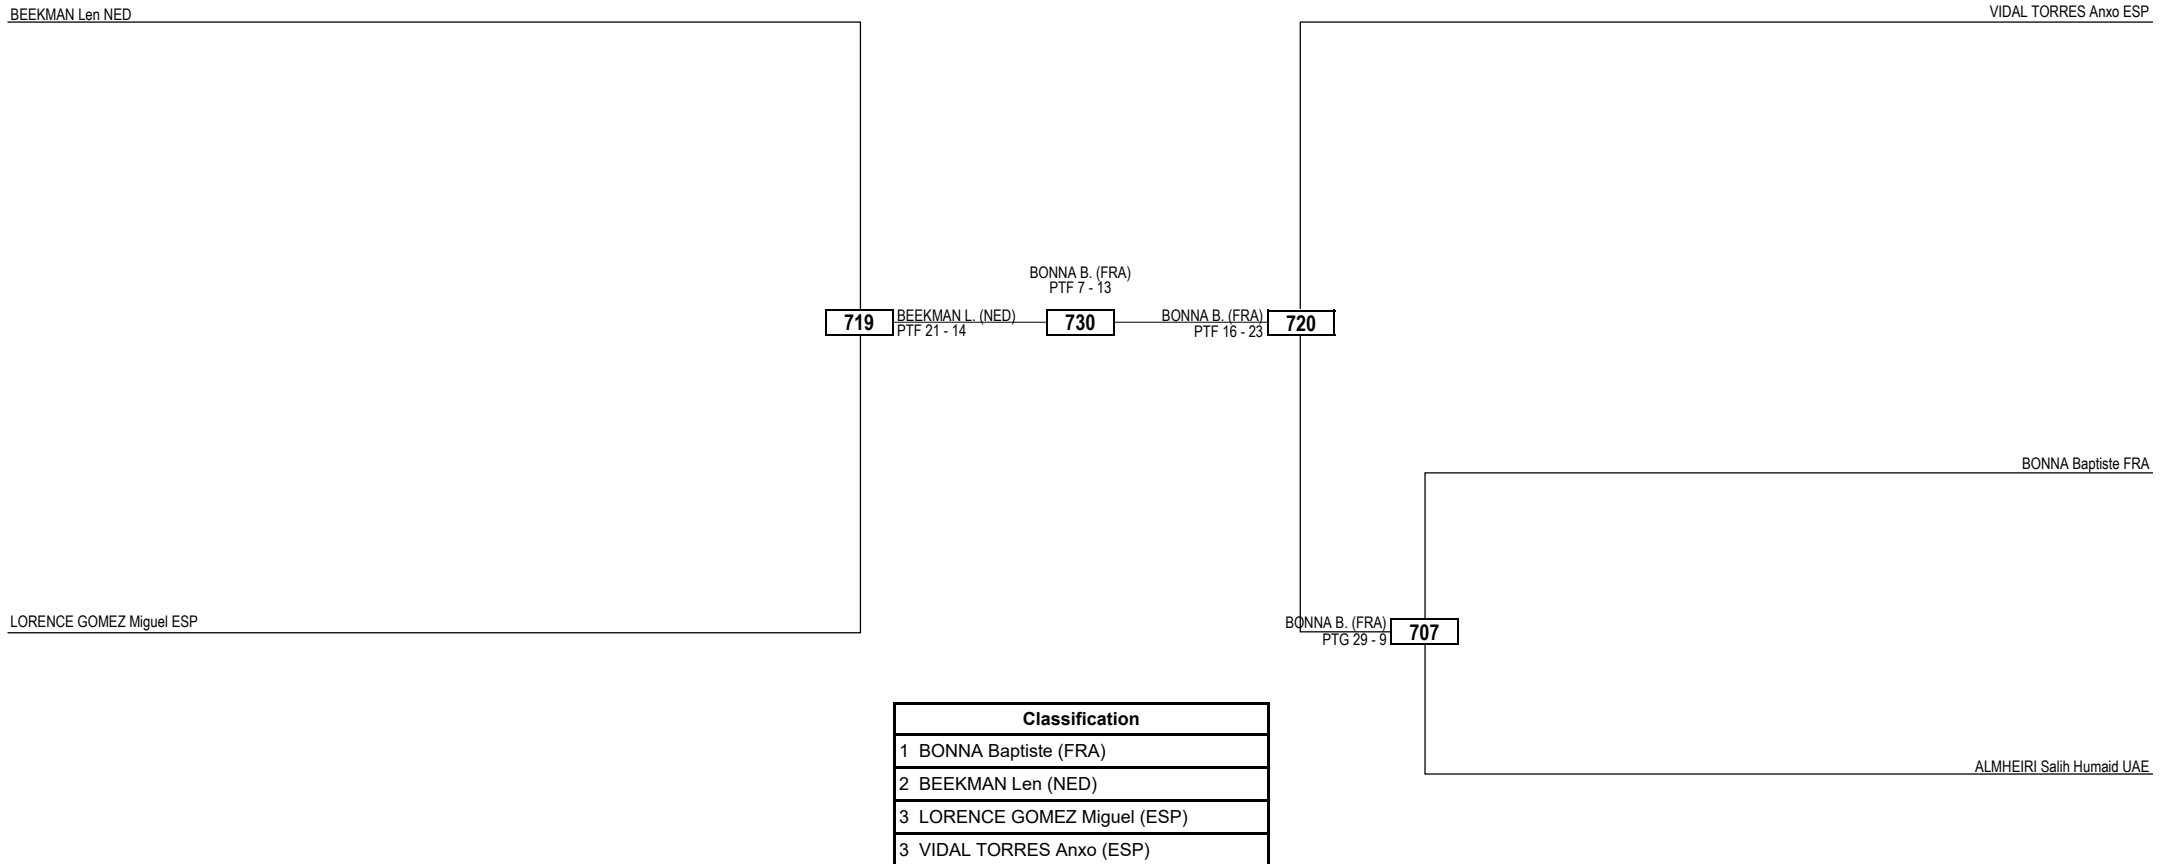 BEEKMAN Len NED
VIDAL TORRES Anxo ESP
BONNA B. (FRA)
PTF 7 - 13
719
BEEKMAN L. (NED)
PTF 21 - 14
730
BONNA B. (FRA)
PTF 16 - 23
720
BONNA Baptiste FRA
LORENCE GOMEZ Miguel ESP
BONNA B. (FRA)
PTG 29 - 9
707
ALMHEIRI Salih Humaid UAE
Classification
1 BONNA Baptiste (FRA)
2 BEEKMAN Len (NED)
3 LORENCE GOMEZ Miguel (ESP)
3 VIDAL TORRES Anxo (ESP)